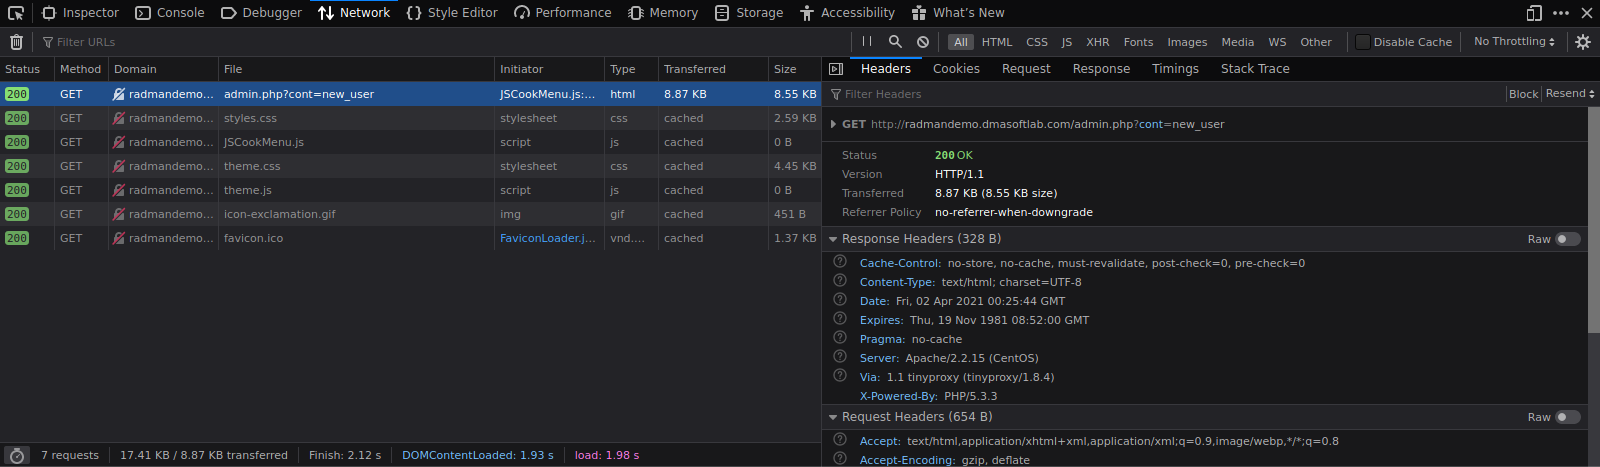 Inspector Console Debugger Network Style Editor Performance Memory Storage Accessibility What's New
Filter URLs All HTML CSS JS XHR Fonts Images Media WS Other Disable Cache No Throttling
Status Method Domain File Initiator Type Transferred Size
200 GET radmandemo... admin.php?cont=new_user JSCookMenu.js:... html 8.87 KB 8.55 KB
200 GET radmandemo... styles.css stylesheet css cached 2.59 KB
200 GET radmandemo... JSCookMenu.js script js cached 0 B
200 GET radmandemo... theme.css stylesheet css cached 4.45 KB
200 GET radmandemo... theme.js script js cached 0 B
200 GET radmandemo... icon-exclamation.gif img gif cached 451 B
200 GET radmandemo... favicon.ico FaviconLoader.j... vnd.... cached 1.37 KB
7 requests 17.41 KB / 8.87 KB transferred Finish: 2.12 s DOMContentLoaded: 1.93 s load: 1.98 s
Headers Cookies Request Response Timings Stack Trace
Filter Headers Block Resend
GET http://radmandemo.dmasoftlab.com/admin.php?cont=new_user
Status 200 OK
Version HTTP/1.1
Transferred 8.87 KB (8.55 KB size)
Referrer Policy no-referrer-when-downgrade
Response Headers (328 B) Raw
Cache-Control: no-store, no-cache, must-revalidate, post-check=0, pre-check=0
Content-Type: text/html; charset=UTF-8
Date: Fri, 02 Apr 2021 00:25:44 GMT
Expires: Thu, 19 Nov 1981 08:52:00 GMT
Pragma: no-cache
Server: Apache/2.2.15 (CentOS)
Via: 1.1 tinyproxy (tinyproxy/1.8.4)
X-Powered-By: PHP/5.3.3
Request Headers (654 B) Raw
Accept: text/html,application/xhtml+xml,application/xml;q=0.9,image/webp,*/*;q=0.8
Accept-Encoding: gzip, deflate